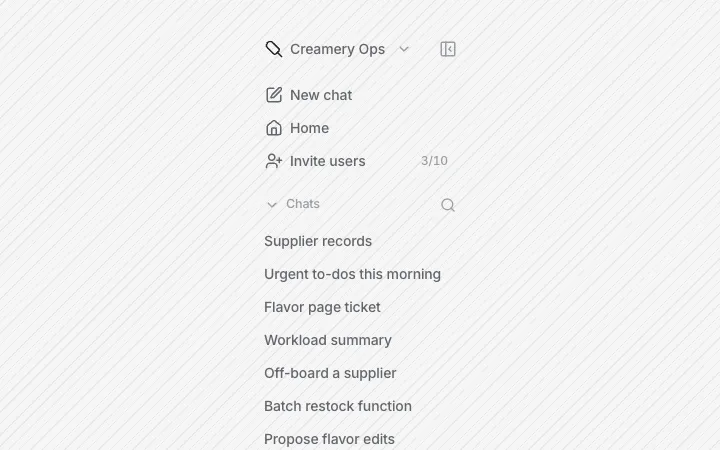 Creamery Ops
New chat
Home
Invite users 3/10
Chats
Supplier records
Urgent to-dos this morning
Flavor page ticket
Workload summary
Off-board a supplier
Batch restock function
Propose flavor edits